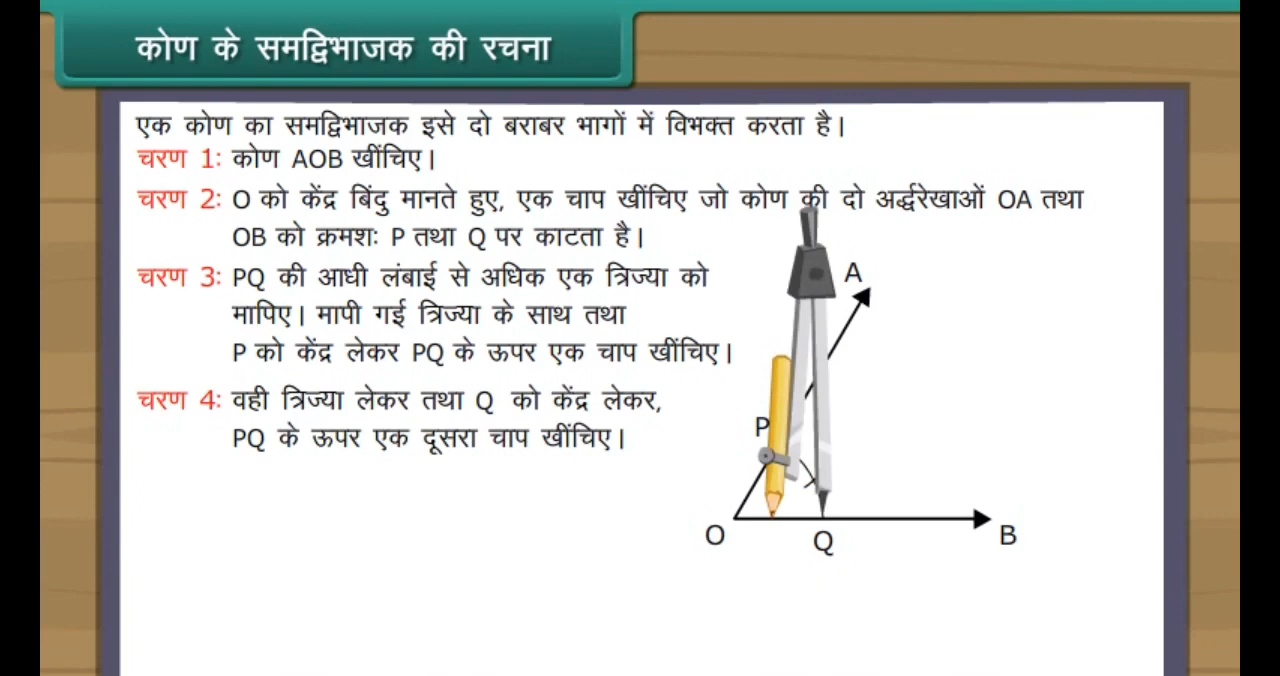 कोण के समद्विभाजक की रचना
एक कोण का समद्विभाजक इसे दो बराबर भागों में विभक्त करता है।
चरण 1: कोण AOB खींचिए।
चरण 2: O को केंद्र बिंदु मानते हुए, एक चाप खींचिए जो कोण की दो अर्द्धरेखाओं OA तथा
OB को क्रमशः P तथा Q पर काटता है।
चरण 3: PQ की आधी लंबाई से अधिक एक त्रिज्या को
मापिए। मापी गई त्रिज्या के साथ तथा
P को केंद्र लेकर PQ के ऊपर एक चाप खींचिए।
चरण 4: वही त्रिज्या लेकर तथा Q को केंद्र लेकर,
PQ के ऊपर एक दूसरा चाप खींचिए।
A
P
O
Q
B